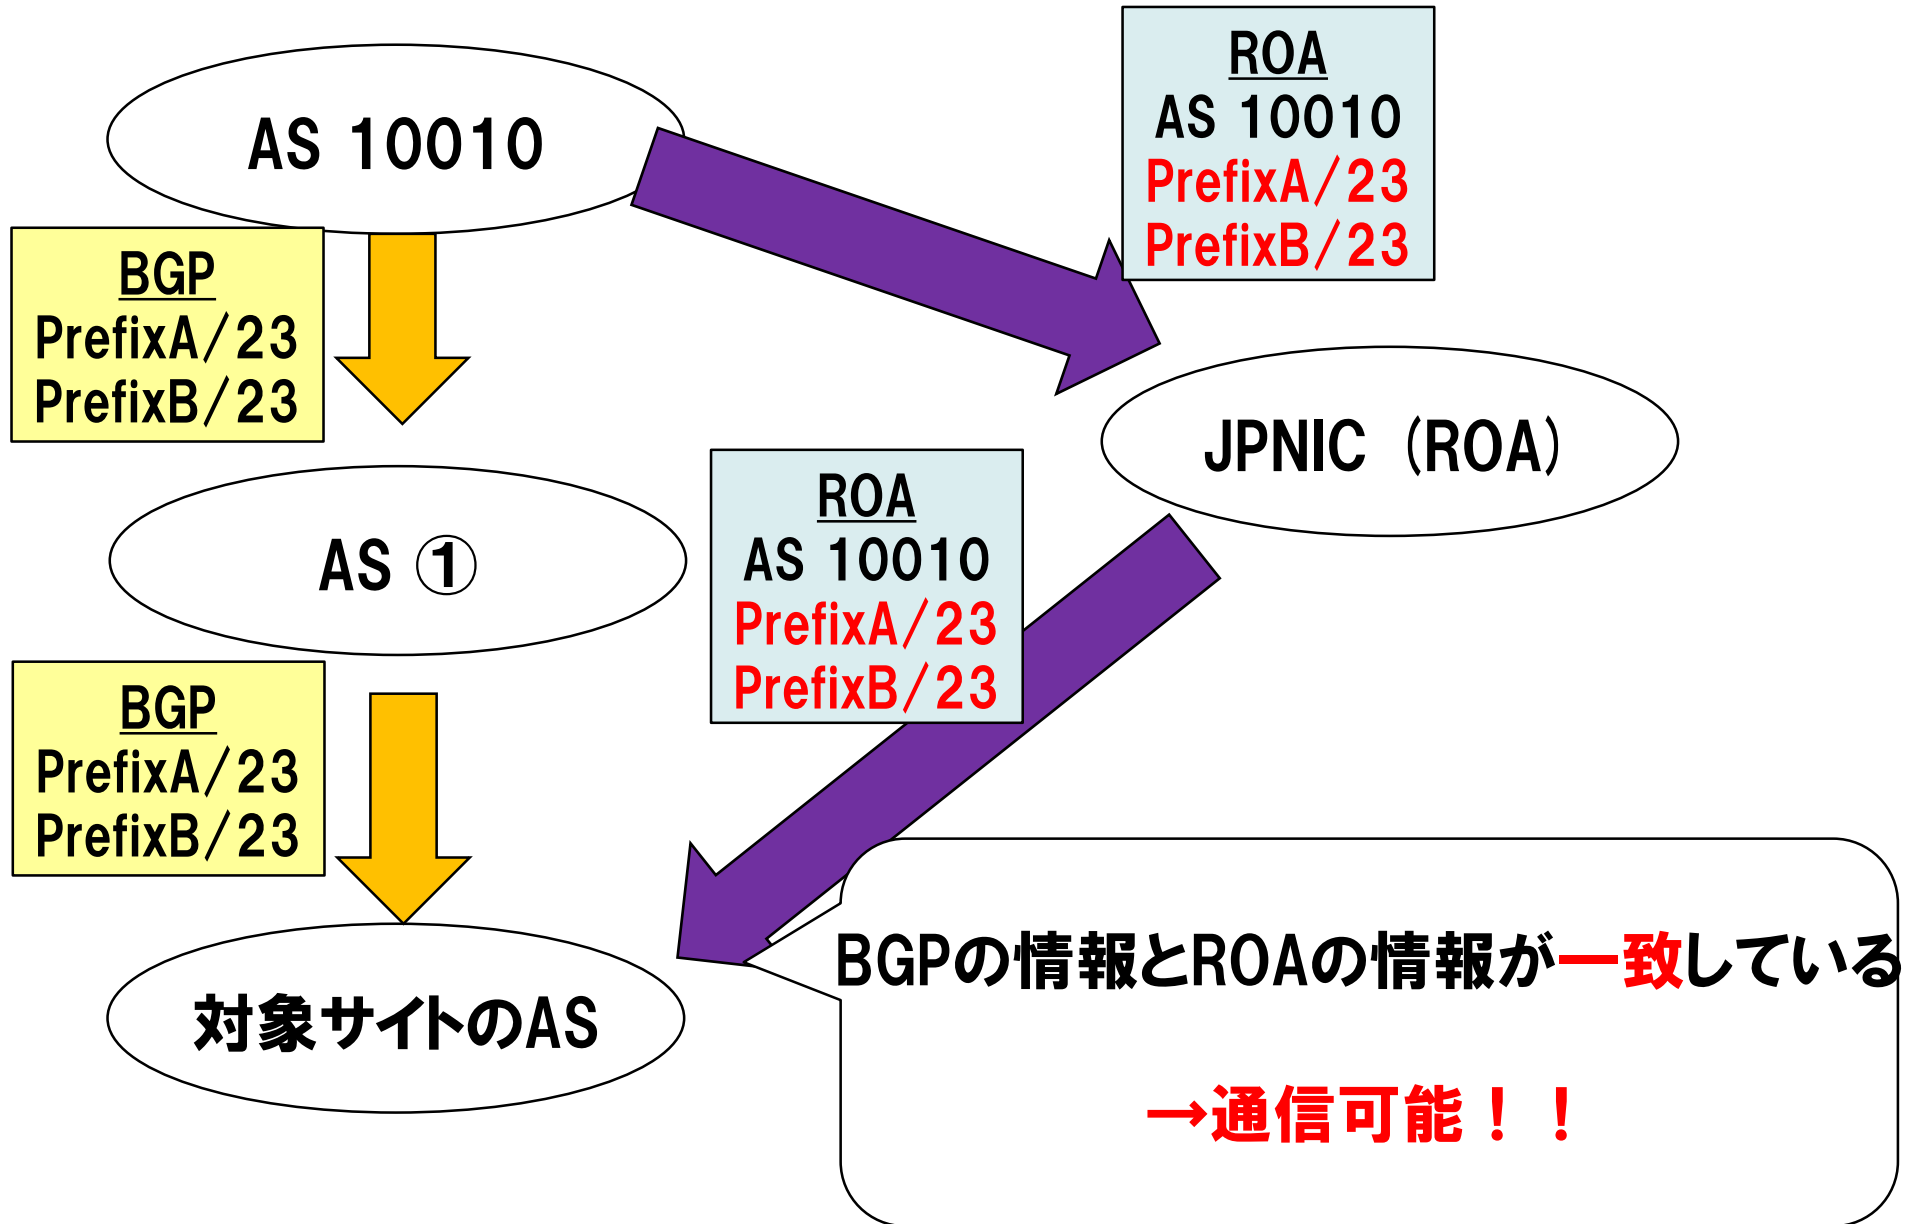 AS 10010
ROA
AS 10010
PrefixA/23
PrefixB/23
BGP
PrefixA/23
PrefixB/23
JPNIC (ROA)
AS ①
ROA
AS 10010
PrefixA/23
PrefixB/23
BGP
PrefixA/23
PrefixB/23
対象サイトのAS
BGPの情報とROAの情報が一致している
→通信可能！！